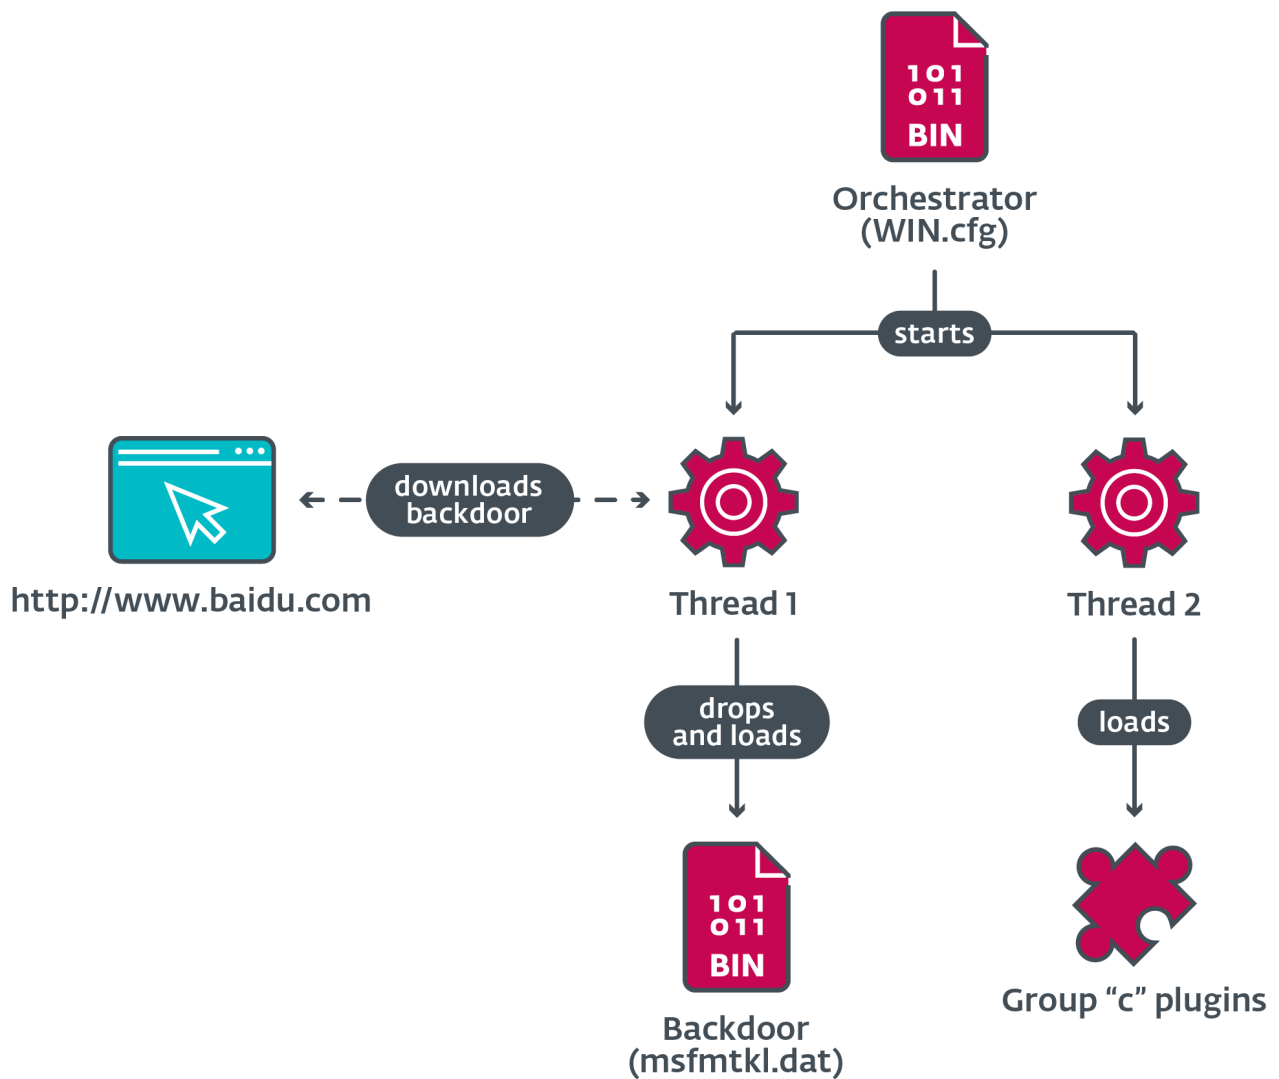 101
011
BIN
Orchestrator
(WIN.cfg)
starts
downloads
backdoor
http://www.baidu.com
Thread 1
Thread 2
drops
and loads
loads
101
011
BIN
Backdoor
(msfmtkl.dat)
Group “c” plugins